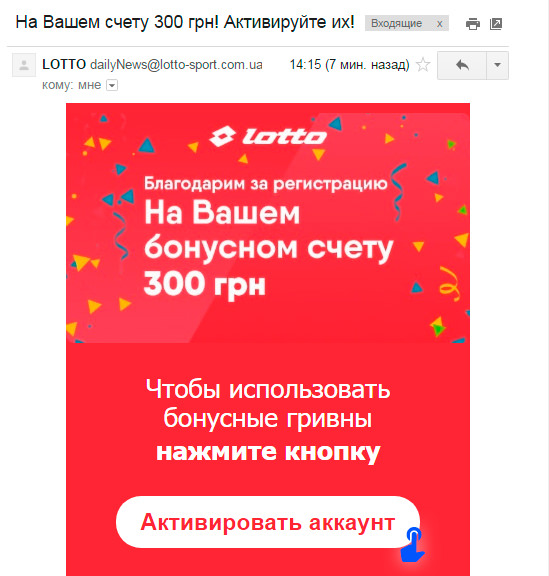 На Вашем счету 300 грн! Активируйте их!
Входящие x
LOTTO dailyNews@lotto-sport.com.ua
14:15 (7 мин. назад)
кому: мне
lotto
Благодарим за регистрацию
На Вашем
бонусном счету
300 грн
Чтобы использовать
бонусные гривны
нажмите кнопку
Активировать аккаунт